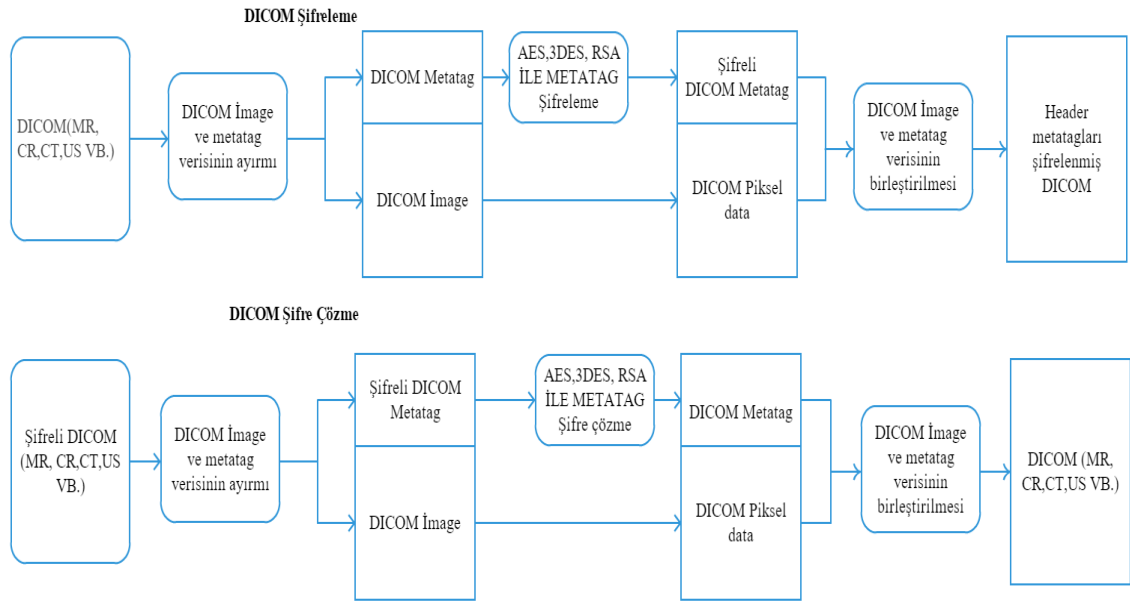 DICOM Şifreleme
DICOM(MR,
CR,CT,US VB.)
DICOM İmage
ve metatag
verisinin ayırmı
DICOM Metatag
DICOM İmage
AES,3DES, RSA
İLE METATAG
Şifreleme
Şifreli
DICOM Metatag
DICOM Piksel
data
DICOM İmage
ve metatag
verisinin
birleştirilmesi
Header
metatagları
şifrelenmiş
DICOM
DICOM Şifre Çözme
Şifreli DICOM
(MR, CR,CT,US
VB.)
DICOM İmage
ve metatag
verisinin ayırmı
Şifreli DICOM
Metatag
DICOM İmage
AES,3DES, RSA
İLE METATAG
Şifre çözme
DICOM Metatag
DICOM Piksel
data
DICOM İmage
ve metatag
verisinin
birleştirilmesi
DICOM (MR,
CR,CT,US VB.)